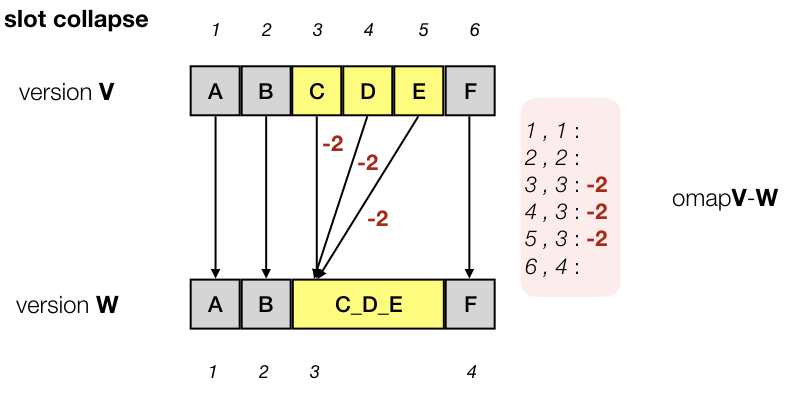 slot collapse
1 2 3 4 5 6
version V
A B C D E F
-2
-2
-2
1 , 1 :
2 , 2 :
3 , 3 : -2
4 , 3 : -2
5 , 3 : -2
6 , 4 :
omapV-W
version W
A B C_D_E F
1 2 3 4